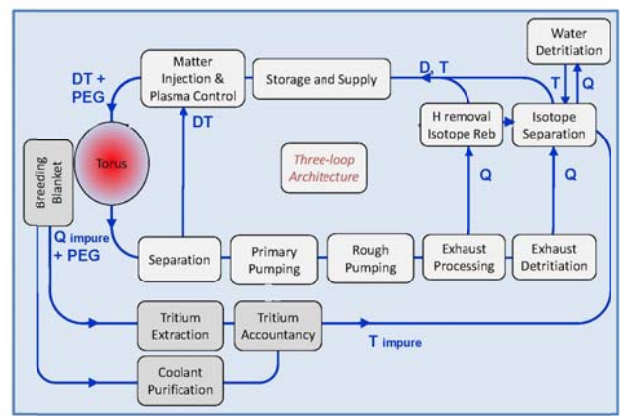 Water
Detritiation
Matter
Injection &
Plasma Control
Storage and Supply
D, T
T
Q
DT +
PEG
DT
H removal
Isotope Reb
Isotope
Separation
Torus
Breeding
Blanket
Three-loop
Architecture
Q
Q
Q impure
+ PEG
Separation
Primary
Pumping
Rough
Pumping
Exhaust
Processing
Exhaust
Detritiation
Tritium
Extraction
Tritium
Accountancy
T impure
Coolant
Purification